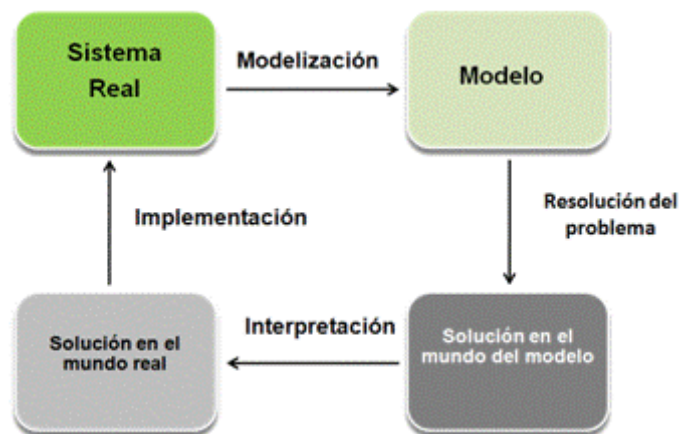 Sistema
Real
Modelización
Modelo
Resolución del
problema
Implementación
Interpretación
Solución en el
mundo real
Solución en el
mundo del modelo